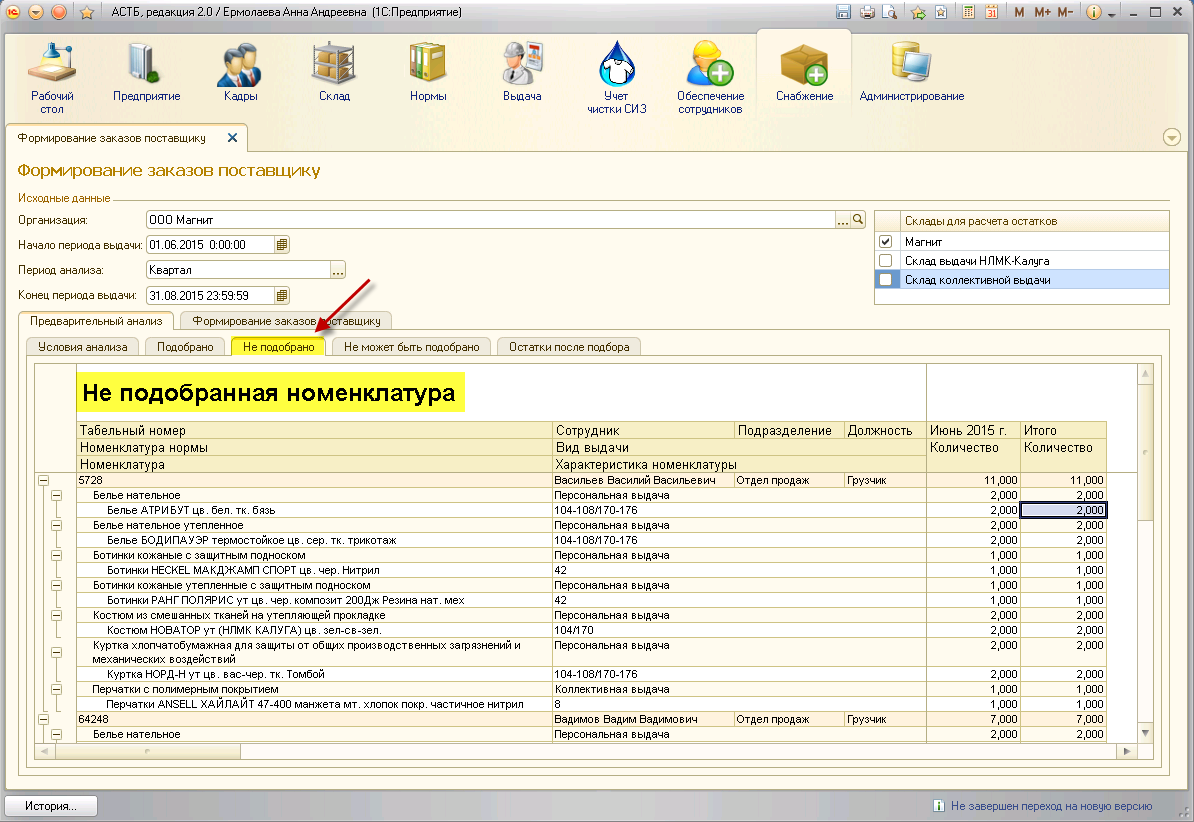 АСТБ, редакция 2.0 / Ермолаева Анна Андреевна (1С:Предприятие)
M M+ M-
Рабочий стол
Предприятие
Кадры
Склад
Нормы
Выдача
Учет чистки СИЗ
Обеспечение сотрудников
Снабжение
Администрирование
Формирование заказов поставщику
Формирование заказов поставщику
Исходные данные
Организация: ООО Магнит
Начало периода выдачи: 01.06.2015 0:00:00
Период анализа: Квартал
Конец периода выдачи: 31.08.2015 23:59:59
Склады для расчета остатков
Магнит
Склад выдачи НЛМК-Калуга
Склад коллективной выдачи
Предварительный анализ Формирование заказов поставщику
Условия анализа Подобрано Не подобрано Не может быть подобрано Остатки после подбора
Не подобранная номенклатура
Табельный номер Сотрудник Подразделение Должность Июнь 2015 г. Итого
Номенклатура нормы Вид выдачи Количество Количество
Номенклатура Характеристика номенклатуры
5728 Васильев Василий Васильевич Отдел продаж Грузчик 11,000 11,000
Белье нательное Персональная выдача 2,000 2,000
Белье АТРИБУТ цв. бел. тк. бязь 104-108/170-176 2,000 2,000
Белье нательное утепленное Персональная выдача 2,000 2,000
Белье БОДИПАУЭР термостойкое цв. сер. тк. трикотаж 104-108/170-176 2,000 2,000
Ботинки кожаные с защитным подноском Персональная выдача 1,000 1,000
Ботинки HECKEL МАКДЖАМП СПОРТ цв. чер. Нитрил 42 1,000 1,000
Ботинки кожаные утепленные с защитным подноском Персональная выдача 1,000 1,000
Ботинки РАНГ ПОЛЯРИС ут цв. чер. композит 200Дж Резина нат. мех 42 1,000 1,000
Костюм из смешанных тканей на утепляющей прокладке Персональная выдача 2,000 2,000
Костюм НОВАТОР ут (НЛМК КАЛУГА) цв. зел-св-зел. 104/170 2,000 2,000
Куртка хлопчатобумажная для защиты от общих производственных загрязнений и Персональная выдача 2,000 2,000
механических воздействий
Куртка НОРД-Н ут цв. вас-чер. тк. Томбой 104-108/170-176 2,000 2,000
Перчатки с полимерным покрытием Коллективная выдача 1,000 1,000
Перчатки ANSELL ХАЙЛАЙТ 47-400 манжета мт. хлопок покр. частичное нитрил 8 1,000 1,000
64248 Вадимов Вадим Вадимович Отдел продаж Грузчик 7,000 7,000
Белье нательное Персональная выдача 2,000 2,000
История...
Не завершен переход на новую версию